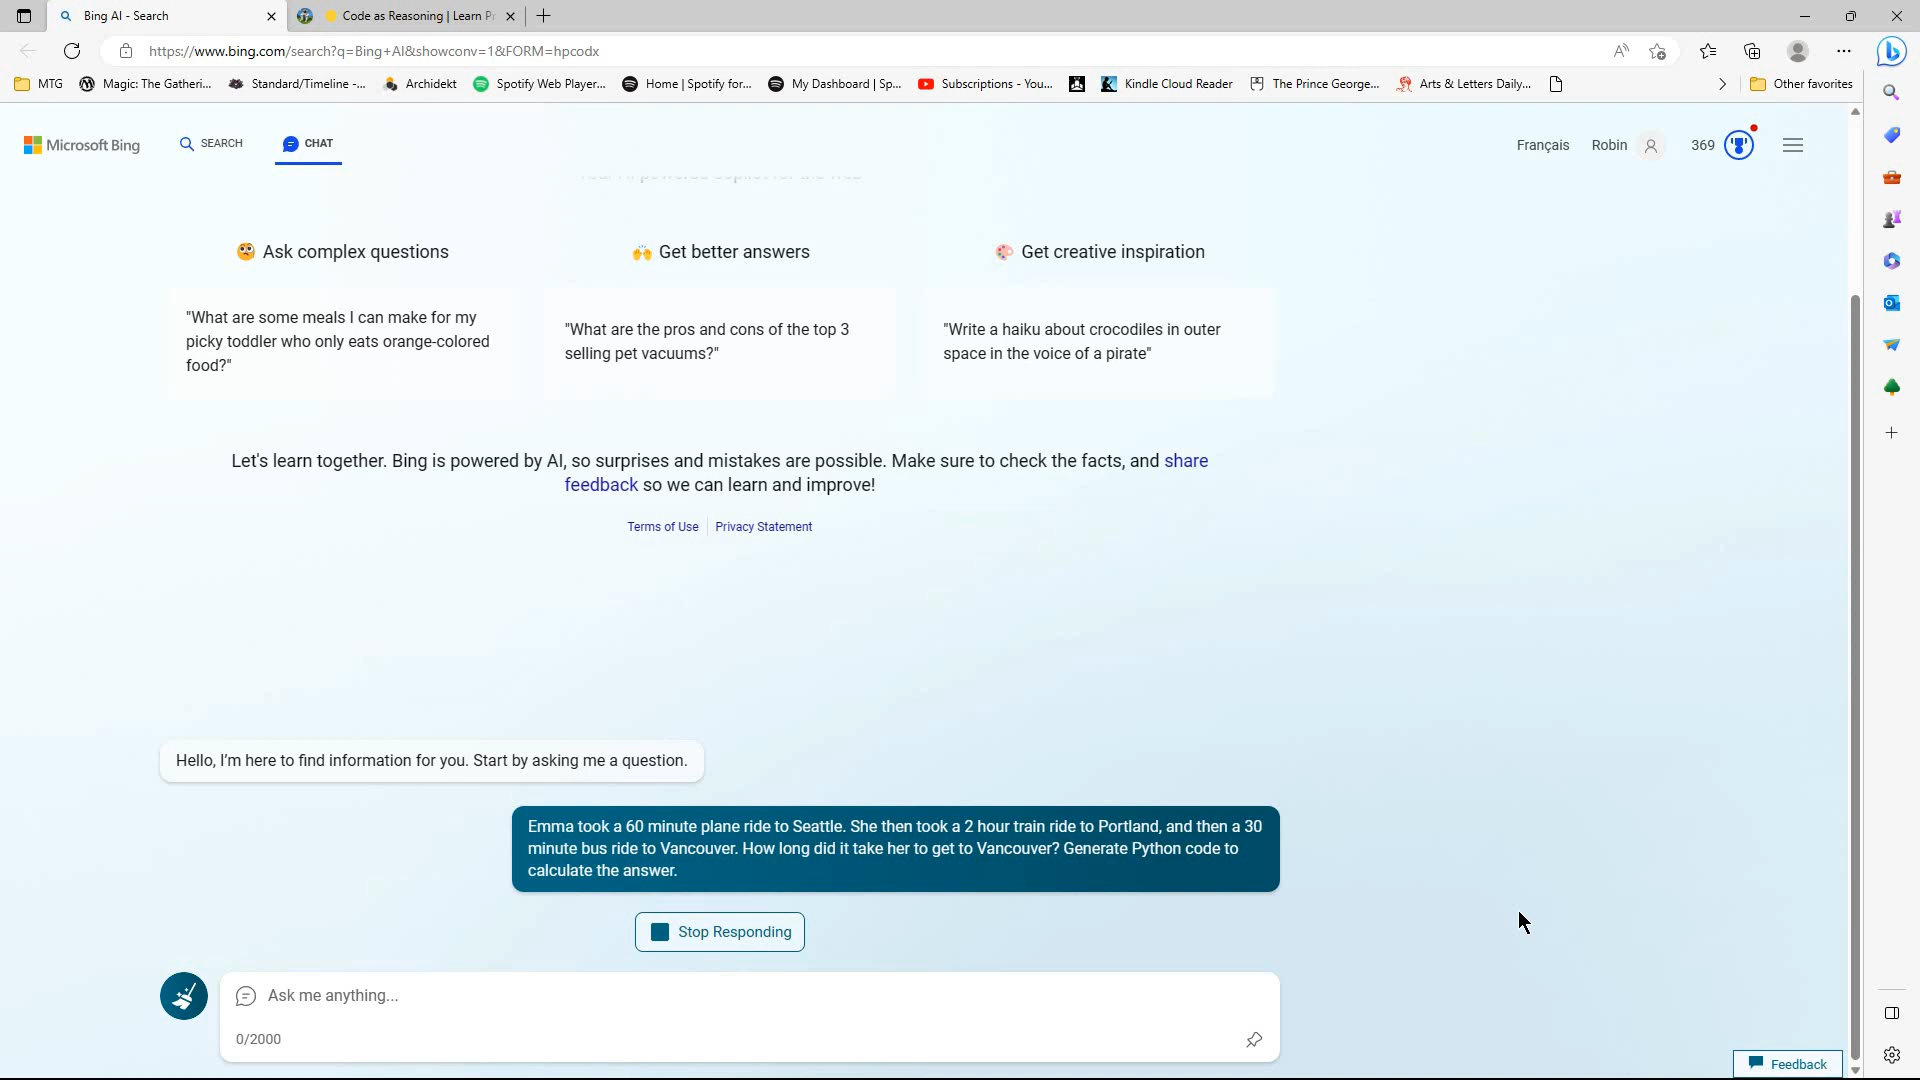 Bing AI - Search
Code as Reasoning | Learn Pr
https://www.bing.com/search?q=Bing+AI&showconv=1&FORM=hpcodx
MTG
Magic: The Gatheri...
Standard/Timeline -...
Archidekt
Spotify Web Player...
Home | Spotify for...
My Dashboard | Sp...
Subscriptions - You...
Kindle Cloud Reader
The Prince George...
Arts & Letters Daily...
Other favorites
Microsoft Bing
SEARCH
CHAT
Français
Robin
369
Ask complex questions
Get better answers
Get creative inspiration
"What are some meals I can make for my
picky toddler who only eats orange-colored
food?"
"What are the pros and cons of the top 3
selling pet vacuums?"
"Write a haiku about crocodiles in outer
space in the voice of a pirate"
Let's learn together. Bing is powered by AI, so surprises and mistakes are possible. Make sure to check the facts, and share
feedback so we can learn and improve!
Terms of Use
Privacy Statement
Hello, I'm here to find information for you. Start by asking me a question.
Emma took a 60 minute plane ride to Seattle. She then took a 2 hour train ride to Portland, and then a 30
minute bus ride to Vancouver. How long did it take her to get to Vancouver? Generate Python code to
calculate the answer.
Stop Responding
Ask me anything...
0/2000
Feedback